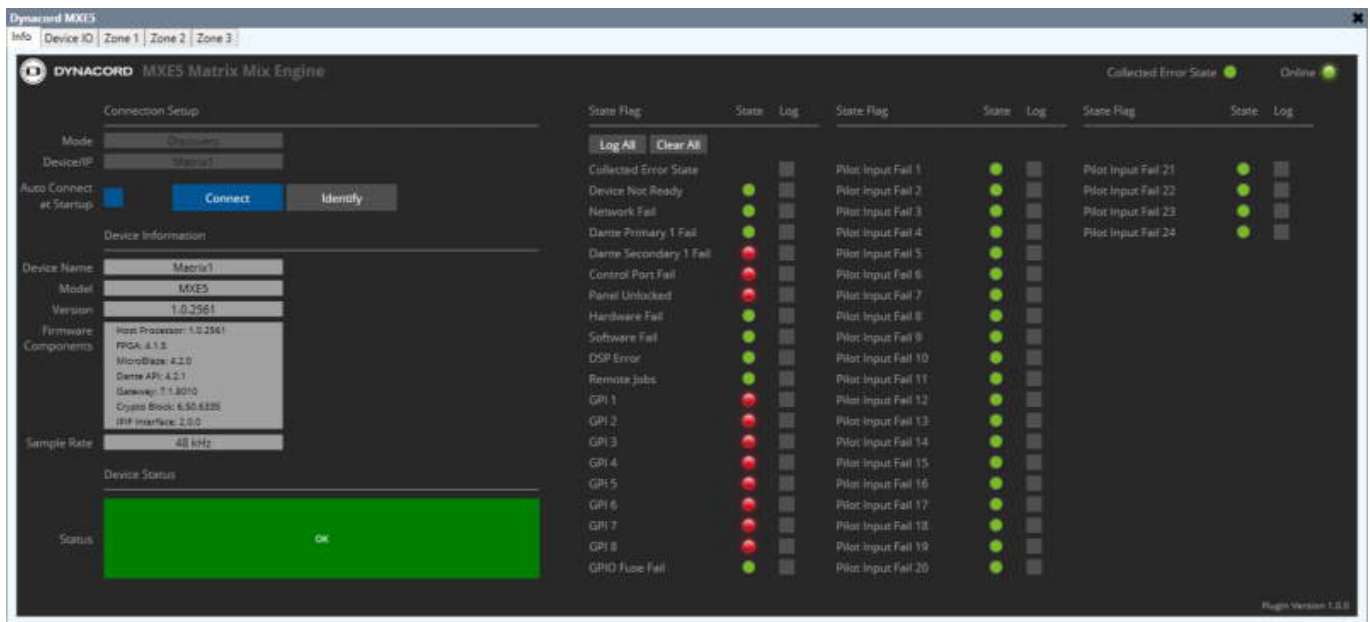 Dynacord MXE5
Info Device IO Zone 1 Zone 2 Zone 3
DYNACORD MXE5 Matrix Mix Engine
Collected Error State Online
Connection Setup
Mode Discovery
Device/IP Matrix1
Auto Connect
at Startup
Connect Identify
Device Information
Device Name Matrix1
Model MXE5
Version 1.0.2561
Firmware
Components
Host Processor: 1.0.2561
FPGA: 4.1.5
MicroBlaze: 4.2.0
Dante API: 4.2.1
Gateway: 7.1.8010
Crypto Block: 6.50.6335
IPIF Interface: 2.0.0
Sample Rate 48 kHz
Device Status
Status OK
State Flag State Log
Log All Clear All
Collected Error State
Device Not Ready
Network Fail
Dante Primary 1 Fail
Dante Secondary 1 Fail
Control Port Fail
Panel Unlocked
Hardware Fail
Software Fail
DSP Error
Remote Jobs
GPI 1
GPI 2
GPI 3
GPI 4
GPI 5
GPI 6
GPI 7
GPI 8
GPIO Fuse Fail
State Flag State Log
Pilot Input Fail 1
Pilot Input Fail 2
Pilot Input Fail 3
Pilot Input Fail 4
Pilot Input Fail 5
Pilot Input Fail 6
Pilot Input Fail 7
Pilot Input Fail 8
Pilot Input Fail 9
Pilot Input Fail 10
Pilot Input Fail 11
Pilot Input Fail 12
Pilot Input Fail 13
Pilot Input Fail 14
Pilot Input Fail 15
Pilot Input Fail 16
Pilot Input Fail 17
Pilot Input Fail 18
Pilot Input Fail 19
Pilot Input Fail 20
State Flag State Log
Pilot Input Fail 21
Pilot Input Fail 22
Pilot Input Fail 23
Pilot Input Fail 24
Plugin Version 1.0.0